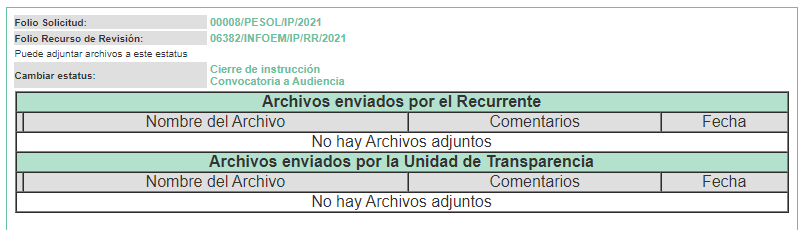 Folio Solicitud: 00008/PESOL/IP/2021
Folio Recurso de Revisión: 06382/INFOEM/IP/RR/2021
Puede adjuntar archivos a este estatus
Cambiar estatus: Cierre de instrucción
Convocatoria a Audiencia
Archivos enviados por el Recurrente
Nombre del Archivo Comentarios Fecha
No hay Archivos adjuntos
Archivos enviados por la Unidad de Transparencia
Nombre del Archivo Comentarios Fecha
No hay Archivos adjuntos